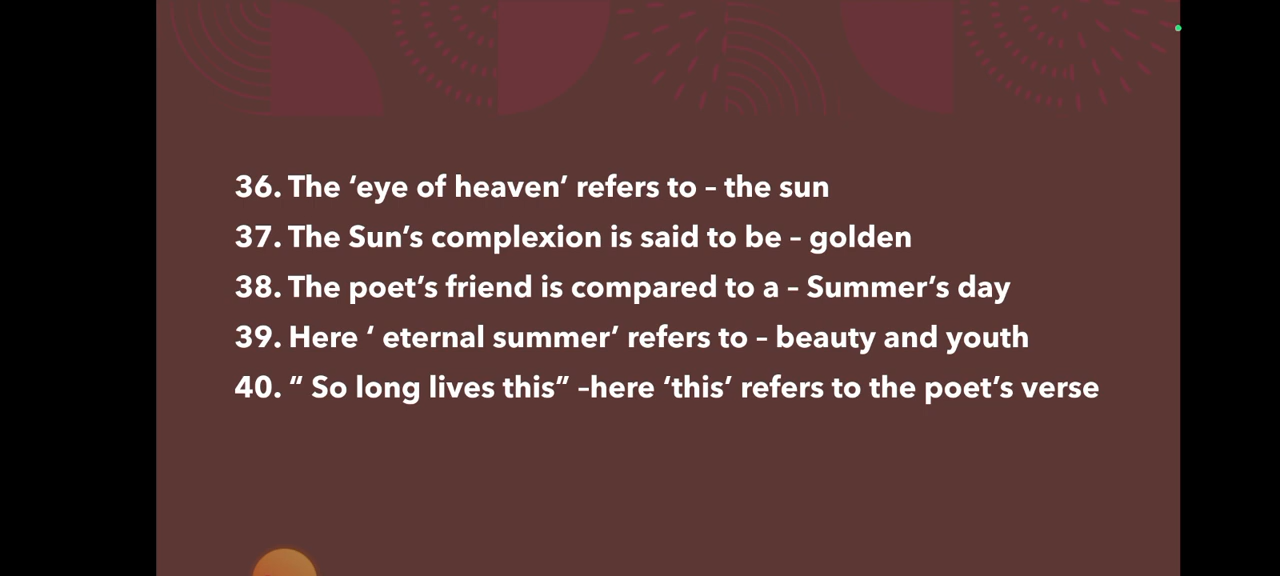 36. The ‘eye of heaven’ refers to – the sun
37. The Sun’s complexion is said to be – golden
38. The poet’s friend is compared to a – Summer’s day
39. Here ‘ eternal summer’ refers to – beauty and youth
40. “ So long lives this” –here ‘this’ refers to the poet’s verse